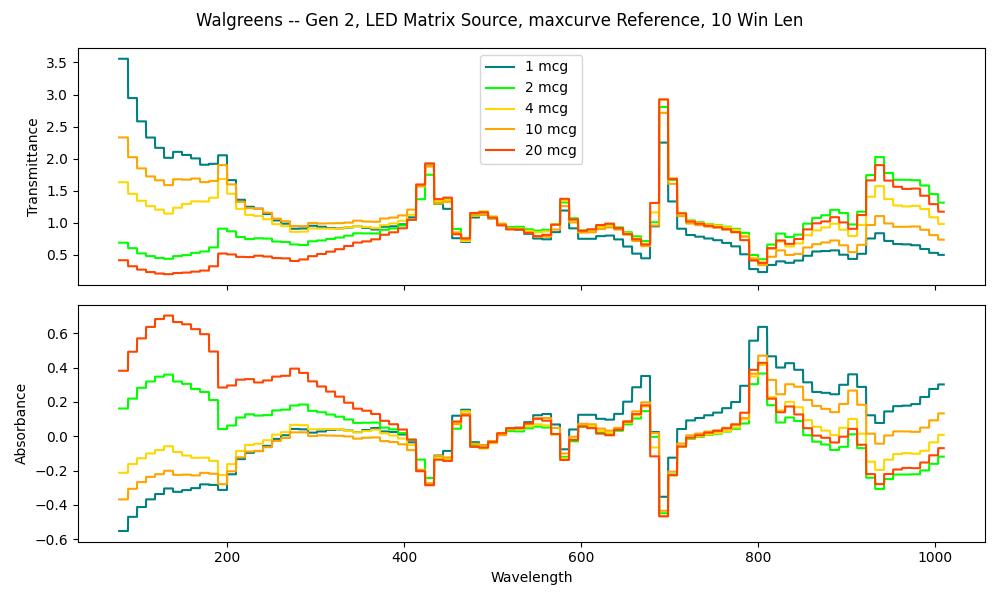 Walgreens -- Gen 2, LED Matrix Source, maxcurve Reference, 10 Win Len
3.5
3.0
2.5
2.0
1.5
1.0
0.5
Transmittance
1 mcg
2 mcg
4 mcg
10 mcg
20 mcg
0.6
0.4
0.2
0.0
−0.2
−0.4
−0.6
Absorbance
200 400 600 800 1000
Wavelength